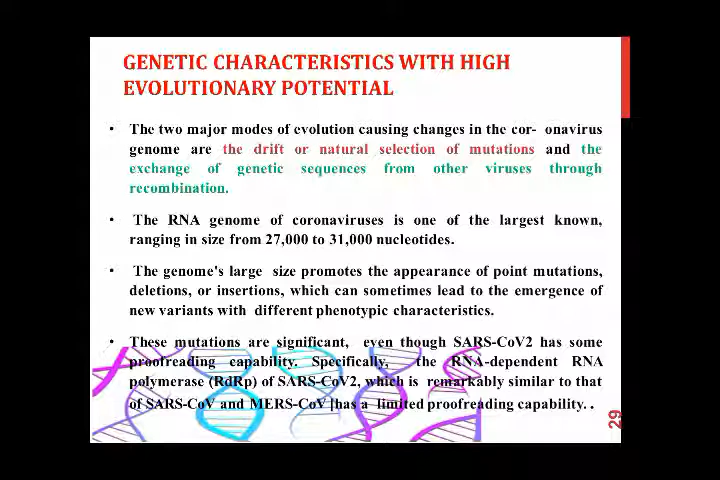 GENETIC CHARACTERISTICS WITH HIGH
EVOLUTIONARY POTENTIAL
• The two major modes of evolution causing changes in the cor- onavirus
genome are the drift or natural selection of mutations and the
exchange of genetic sequences from other viruses through
recombination.
• The RNA genome of coronaviruses is one of the largest known,
ranging in size from 27,000 to 31,000 nucleotides.
• The genome's large size promotes the appearance of point mutations,
deletions, or insertions, which can sometimes lead to the emergence of
new variants with different phenotypic characteristics.
• These mutations are significant, even though SARS-CoV2 has some
proofreading capability. Specifically, the RNA-dependent RNA
polymerase (RdRp) of SARS-CoV2, which is remarkably similar to that
of SARS-CoV and MERS-CoV |has a limited proofreading capability. .
29